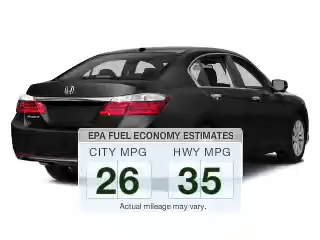 EPA FUEL ECONOMY ESTIMATES
CITY MPG HWY MPG
26 35
Actual mileage may vary.